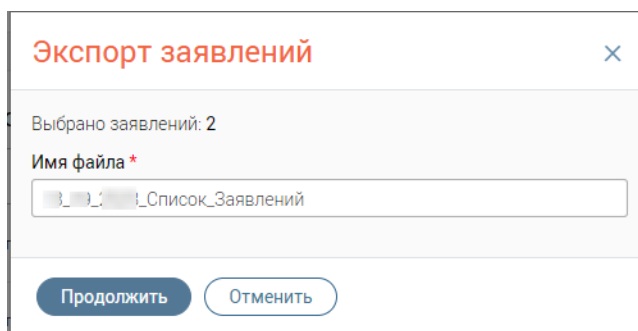 Экспорт заявлений
Выбрано заявлений: 2
Имя файла *
_Список_Заявлений
Продолжить
Отменить